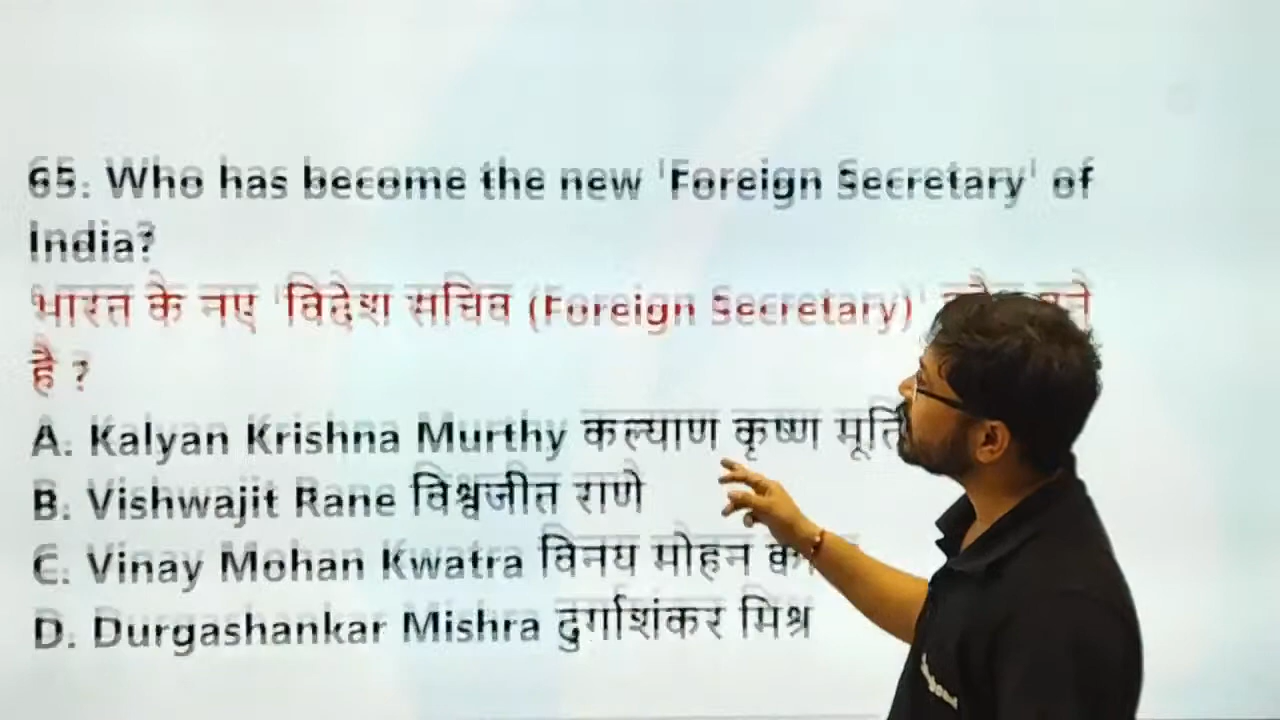 65. Who has become the new 'Foreign Secretary' of
India?
भारत के नए 'विदेश सचिव (Foreign Secretary)'
है ?
A. Kalyan Krishna Murthy कल्याण कृष्ण मूर्ति
B. Vishwajit Rane विश्वजीत राणे
C. Vinay Mohan Kwatra विनय मोहन
D. Durgashankar Mishra दुर्गाशंकर मिश्र